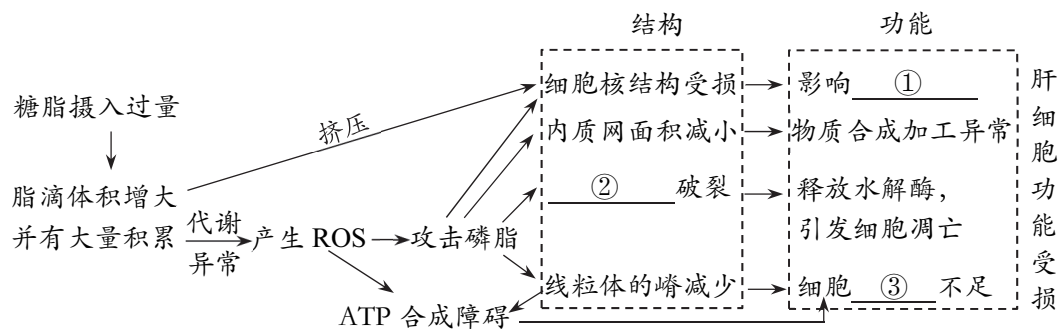 结构
功能
糖脂摄入过量
挤压
细胞核结构受损
影响 ①
内质网面积减小
物质合成加工异常
脂滴体积增大
并有大量积累
代谢
异常
产生 ROS
攻击磷脂
② 破裂
释放水解酶,
引发细胞凋亡
线粒体的嵴减少
细胞 ③ 不足
ATP 合成障碍
肝细胞功能受损